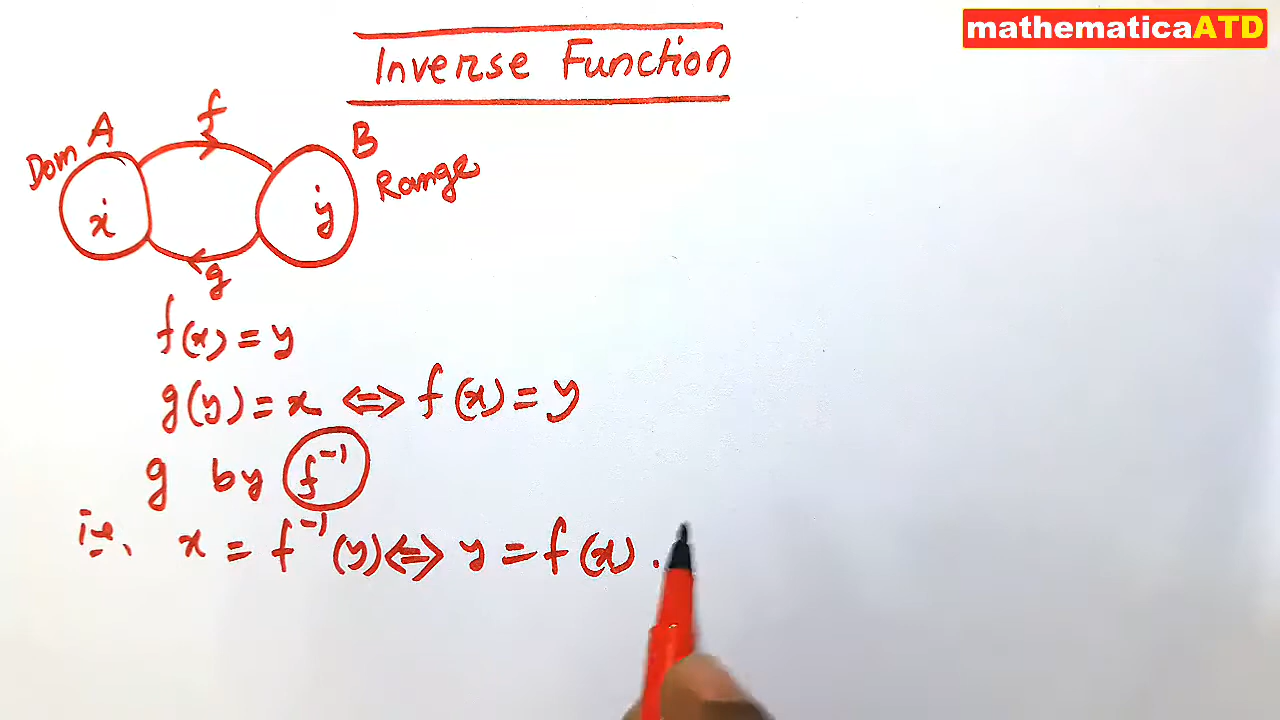 mathematicaATD
Inverse Function
f
Dom A
B
Range
x
y
g
f(x) = y
g(y) = x ⇔ f(x) = y
g by f⁻¹
i.e. x = f⁻¹(y) ⇔ y = f(x).